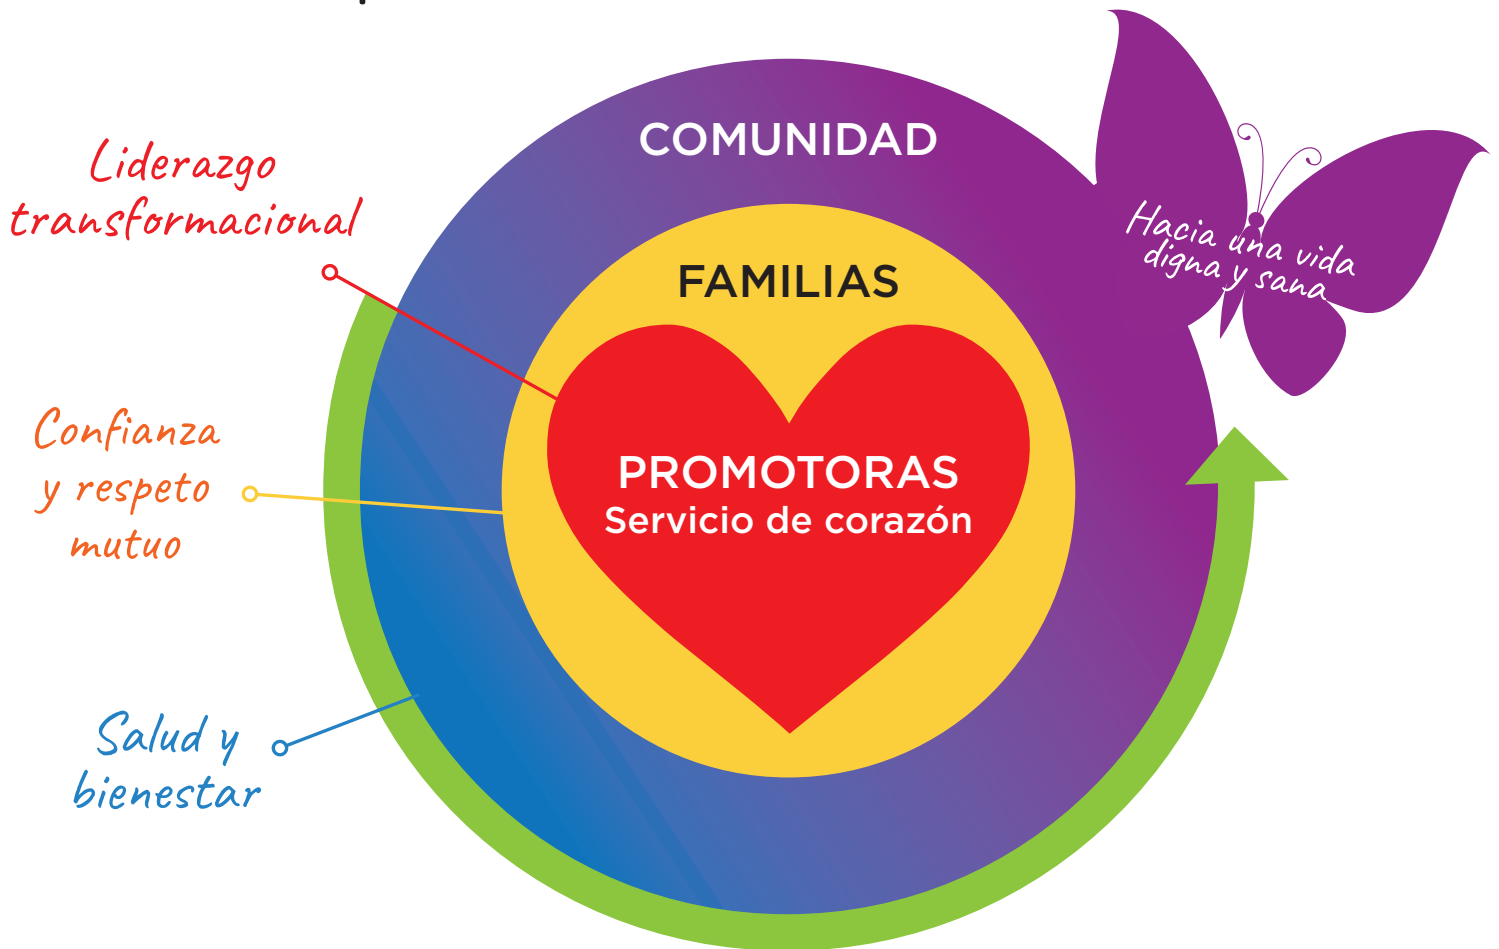 COMUNIDAD
Liderazgo
transformacional
Hacia una vida
digna y sana
FAMILIAS
Confianza
y respeto
mutuo
PROMOTORAS
Servicio de corazón
Salud y
bienestar